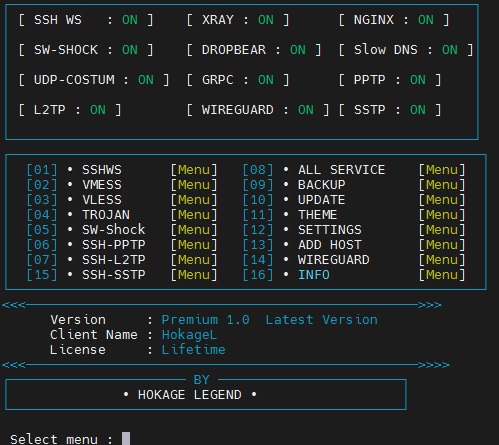 [ SSH WS : ON ] [ XRAY : ON ] [ NGINX : ON ]
[ SW-SHOCK : ON ] [ DROPBEAR : ON ] [ Slow DNS : ON ]
[ UDP-COSTUM : ON ] [ GRPC : ON ] [ PPTP : ON ]
[ L2TP : ON ] [ WIREGUARD : ON ] [ SSTP : ON ]
[01] • SSHWS [Menu] [08] • ALL SERVICE [Menu]
[02] • VMESS [Menu] [09] • BACKUP [Menu]
[03] • VLESS [Menu] [10] • UPDATE [Menu]
[04] • TROJAN [Menu] [11] • THEME [Menu]
[05] • SW-Shock [Menu] [12] • SETTINGS [Menu]
[06] • SSH-PPTP [Menu] [13] • ADD HOST [Menu]
[07] • SSH-L2TP [Menu] [14] • WIREGUARD [Menu]
[15] • SSH-SSTP [Menu] [16] • INFO [Menu]
<<< >>>
Version : Premium 1.0 Latest Version
Client Name : HokageL
License : Lifetime
<<< >>>>
BY
• HOKAGE LEGEND •
Select menu :